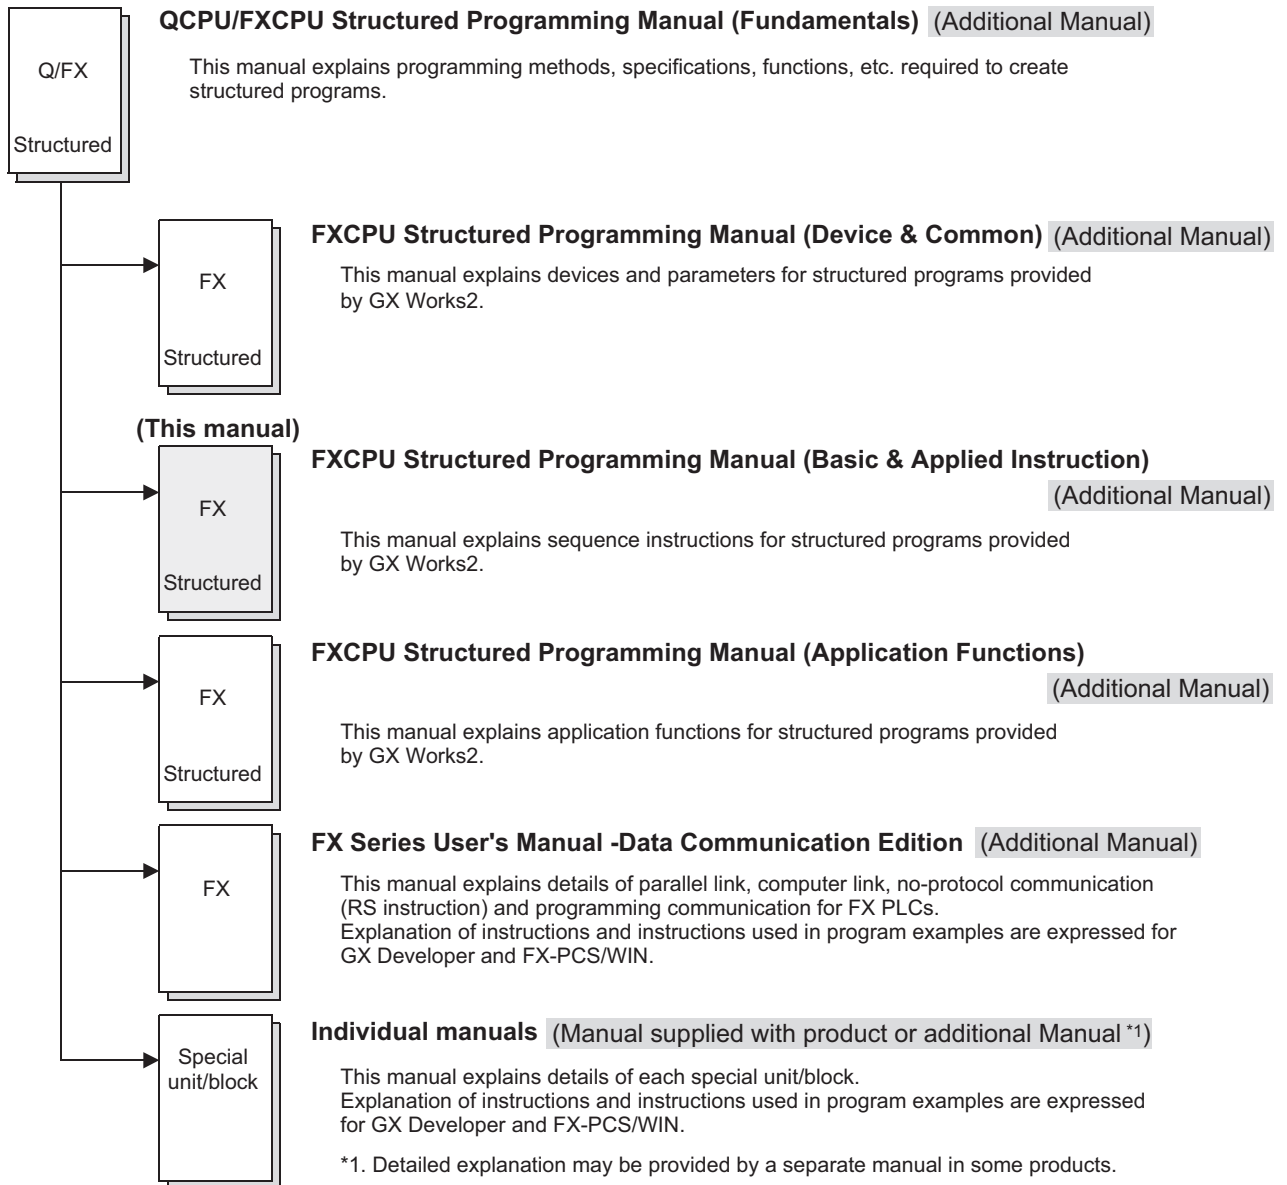 QCPU/FXCPU Structured Programming Manual (Fundamentals) (Additional Manual)
Q/FX
Structured
This manual explains programming methods, specifications, functions, etc. required to create
structured programs.
FXCPU Structured Programming Manual (Device & Common) (Additional Manual)
FX
Structured
This manual explains devices and parameters for structured programs provided
by GX Works2.
(This manual)
FXCPU Structured Programming Manual (Basic & Applied Instruction)
(Additional Manual)
FX
Structured
This manual explains sequence instructions for structured programs provided
by GX Works2.
FXCPU Structured Programming Manual (Application Functions)
(Additional Manual)
FX
Structured
This manual explains application functions for structured programs provided
by GX Works2.
FX Series User's Manual -Data Communication Edition (Additional Manual)
FX
This manual explains details of parallel link, computer link, no-protocol communication
(RS instruction) and programming communication for FX PLCs.
Explanation of instructions and instructions used in program examples are expressed for
GX Developer and FX-PCS/WIN.
Individual manuals (Manual supplied with product or additional Manual *1)
Special
unit/block
This manual explains details of each special unit/block.
Explanation of instructions and instructions used in program examples are expressed
for GX Developer and FX-PCS/WIN.
*1. Detailed explanation may be provided by a separate manual in some products.